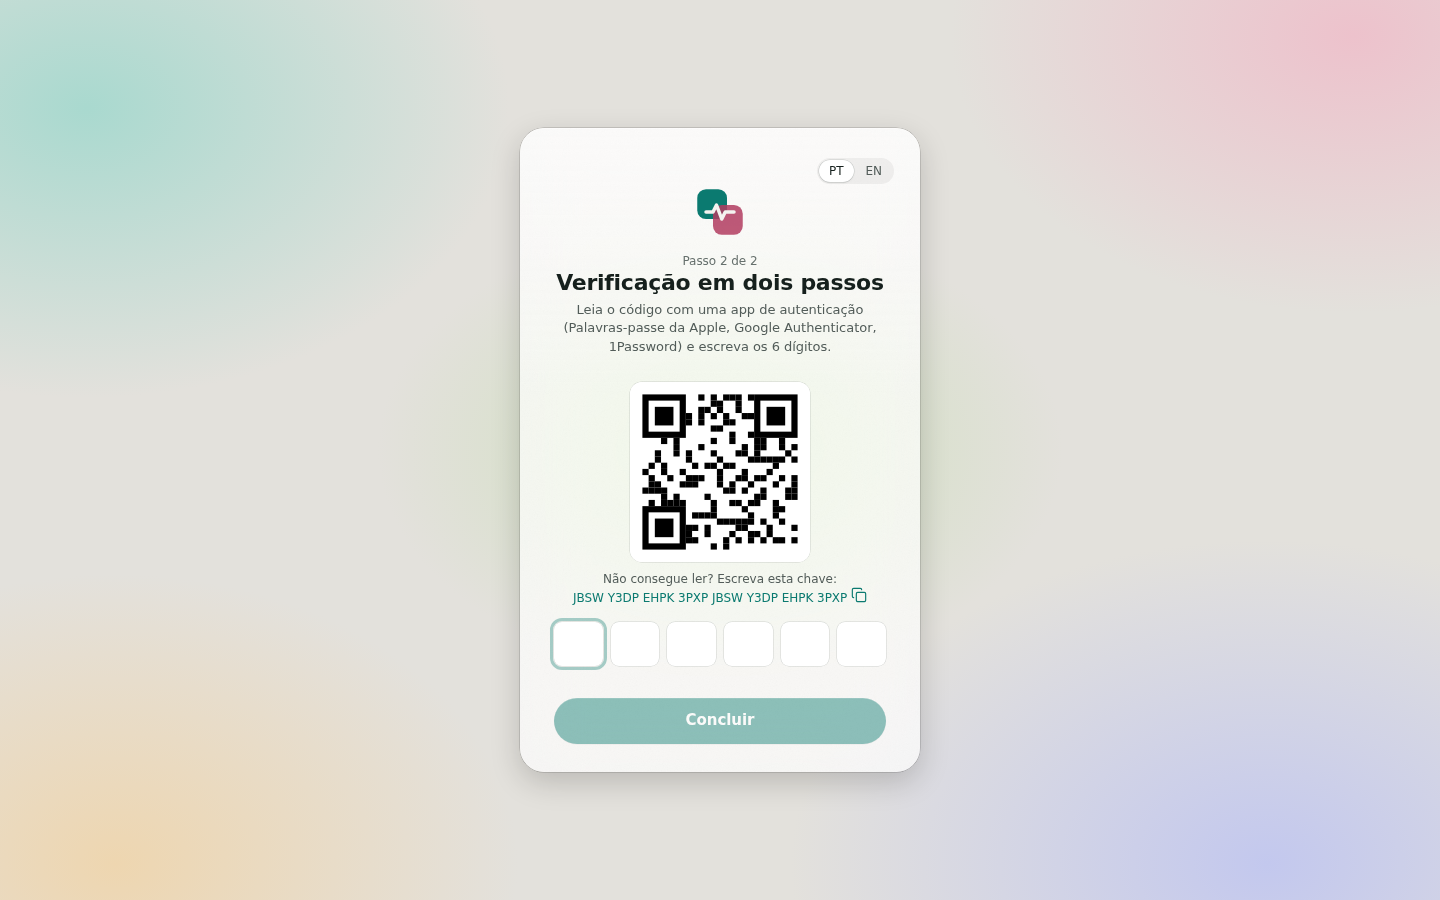 PT EN
Passo 2 de 2
Verificação em dois passos
Leia o código com uma app de autenticação
(Palavras-passe da Apple, Google Authenticator,
1Password) e escreva os 6 dígitos.
Não consegue ler? Escreva esta chave:
JBSW Y3DP EHPK 3PXP JBSW Y3DP EHPK 3PXP
Concluir